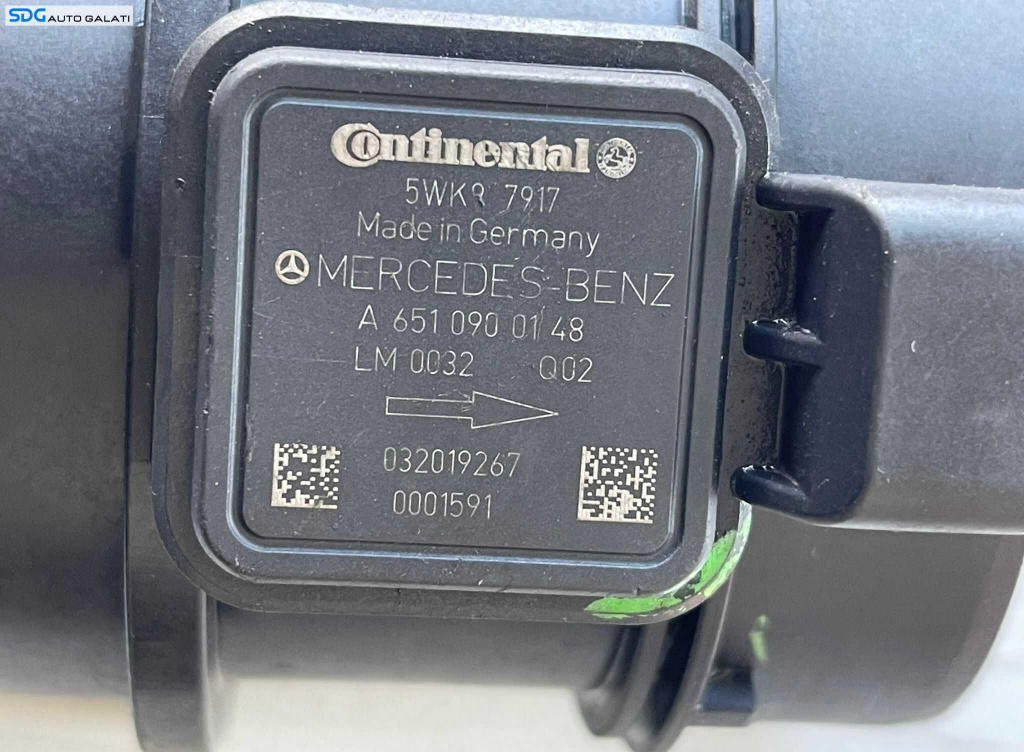 SDG AUTO GALATI
Continental
5WK9 7917
Made in Germany
MERCEDES-BENZ
A 651 090 01 48
LM 0032 Q02
032019267
0001591